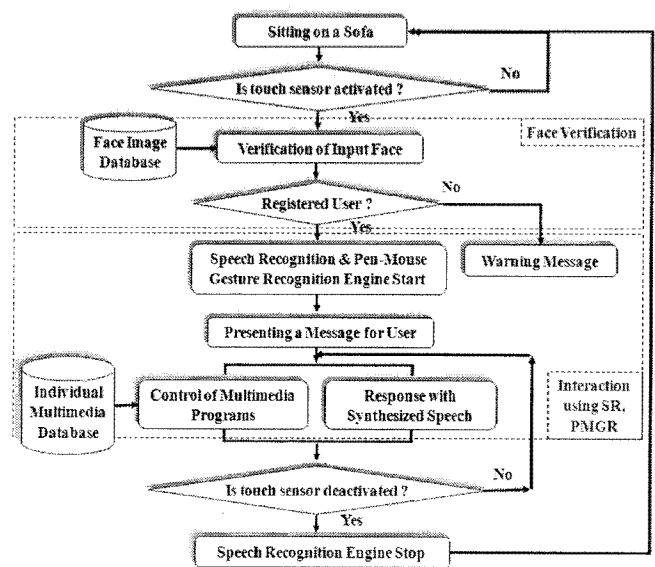 Sitting on a Sofa
No
Is touch sensor activated ?
Yes
Face Verification
Face Image
Database
Verification of Input Face
No
Registered User ?
Yes
Speech Recognition & Pen-Mouse
Gesture Recognition Engine Start
Warning Message
Presenting a Message for User
Individual
Multimedia
Database
Control of Multimedia
Programs
Response with
Synthesized Speech
Interaction
using SR,
PMGR
No
Is touch sensor deactivated ?
Yes
Speech Recognition Engine Stop